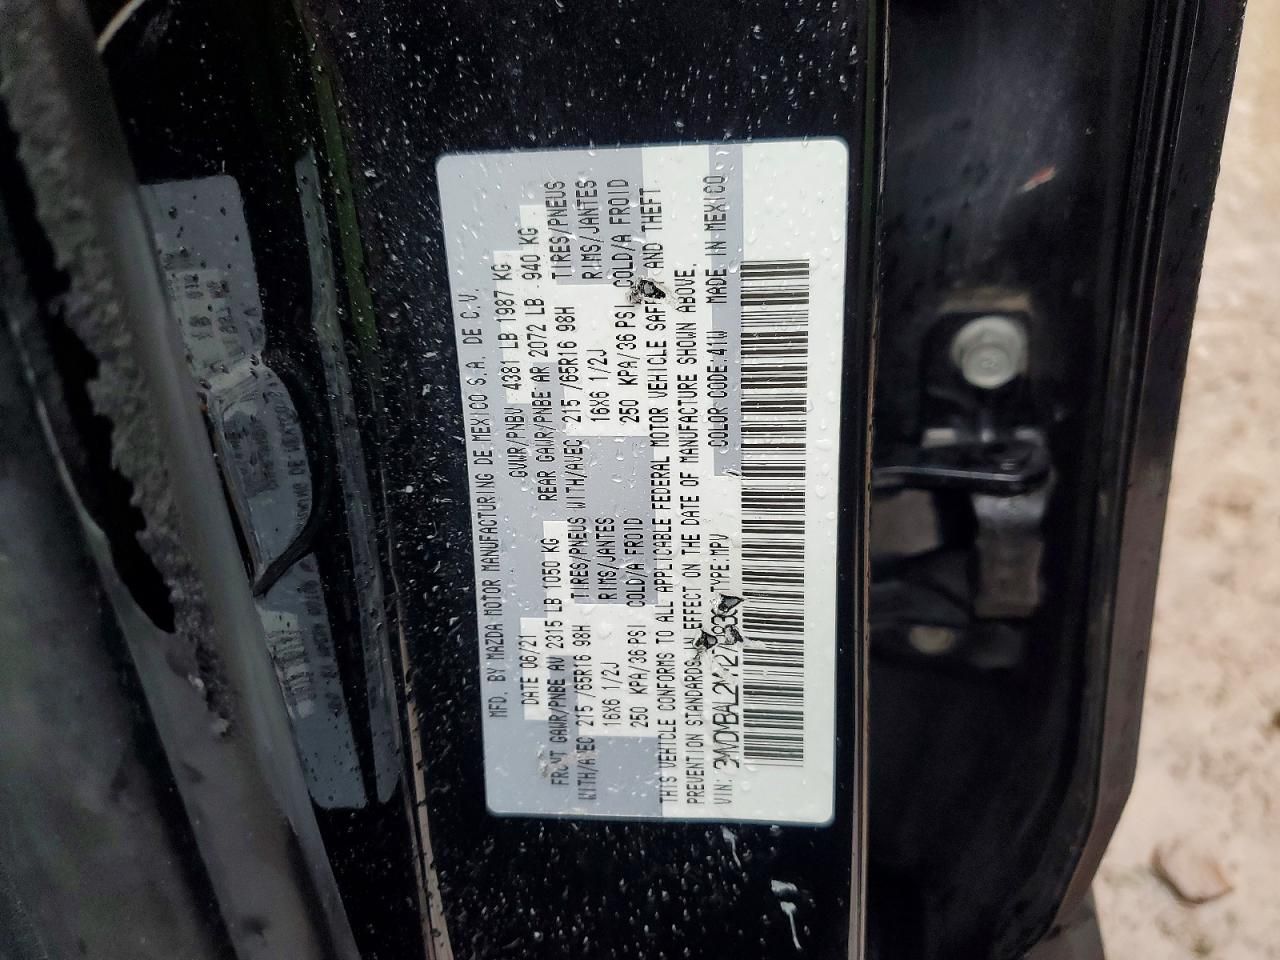 MFD. BY MAZDA MOTOR MANUFACTURING DE MEXICO S.A. DE C.V.
DATE 06/21 GVWR/PNBV 4381 LB 1987 KG
FRONT GAWR/PNBE AV 2315 LB 1050 KG REAR GAWR/PNBE AR 2072 LB 940 KG
WITH/AVEC 215 /65R16 98H TIRES/PNEUS WITH/AVEC 215 /65R16 98H TIRES/PNEUS
16X6 1/2J RIMS/JANTES 16X6 1/2J RIMS/JANTES
250 KPA/36 PSI COLD/A FROID 250 KPA/36 PSI COLD/A FROID
THIS VEHICLE CONFORMS TO ALL APPLICABLE FEDERAL MOTOR VEHICLE AND THEFT
PREVENTION STANDARDS IN EFFECT ON THE DATE OF MANUFACTURE SHOWN ABOVE.
VIN: TYPE:MPV COLOR CODE:41W MADE IN MEXICO